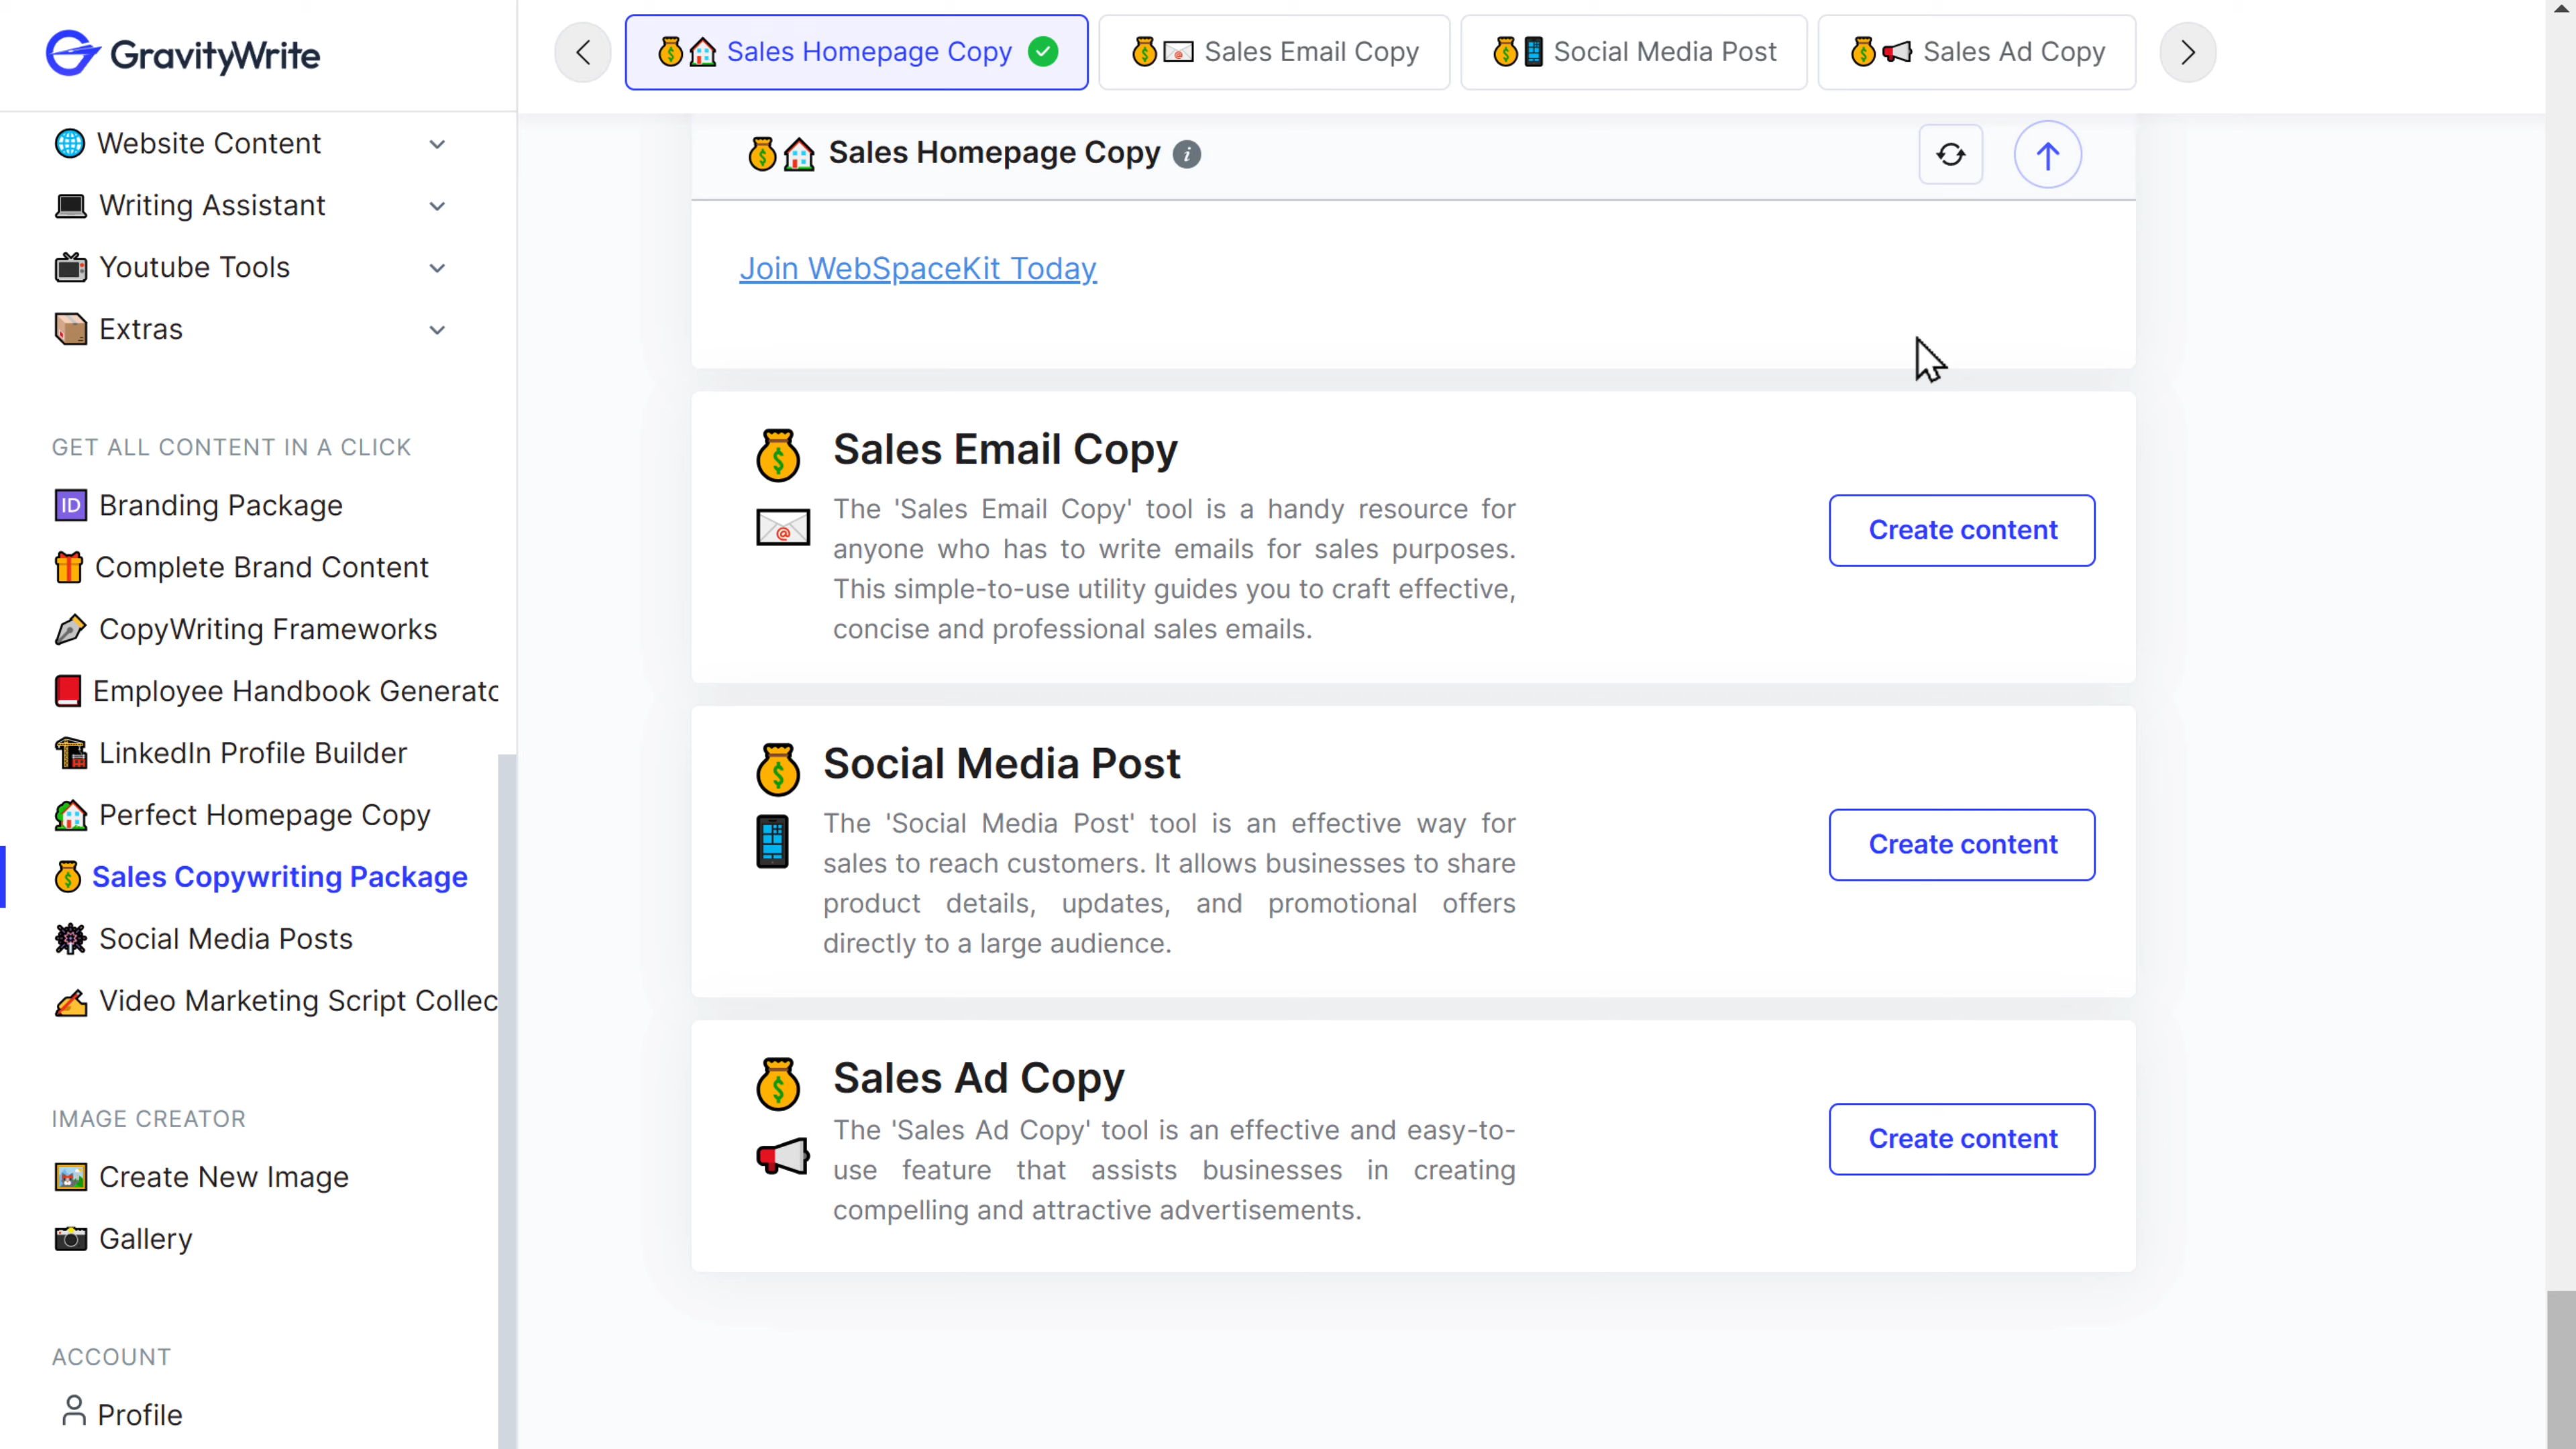 GravityWrite
Website Content
Writing Assistant
Youtube Tools
Extras
GET ALL CONTENT IN A CLICK
ID Branding Package
Complete Brand Content
CopyWriting Frameworks
Employee Handbook Generato
LinkedIn Profile Builder
Perfect Homepage Copy
Sales Copywriting Package
Social Media Posts
Video Marketing Script Collec
IMAGE CREATOR
Create New Image
Gallery
ACCOUNT
Profile
Sales Homepage Copy
Sales Email Copy
Social Media Post
Sales Ad Copy
Sales Homepage Copy
Join WebSpaceKit Today
Sales Email Copy
The 'Sales Email Copy' tool is a handy resource for
anyone who has to write emails for sales purposes.
This simple-to-use utility guides you to craft effective,
concise and professional sales emails.
Create content
Social Media Post
The 'Social Media Post' tool is an effective way for
sales to reach customers. It allows businesses to share
product details, updates, and promotional offers
directly to a large audience.
Create content
Sales Ad Copy
The 'Sales Ad Copy' tool is an effective and easy-to-
use feature that assists businesses in creating
compelling and attractive advertisements.
Create content